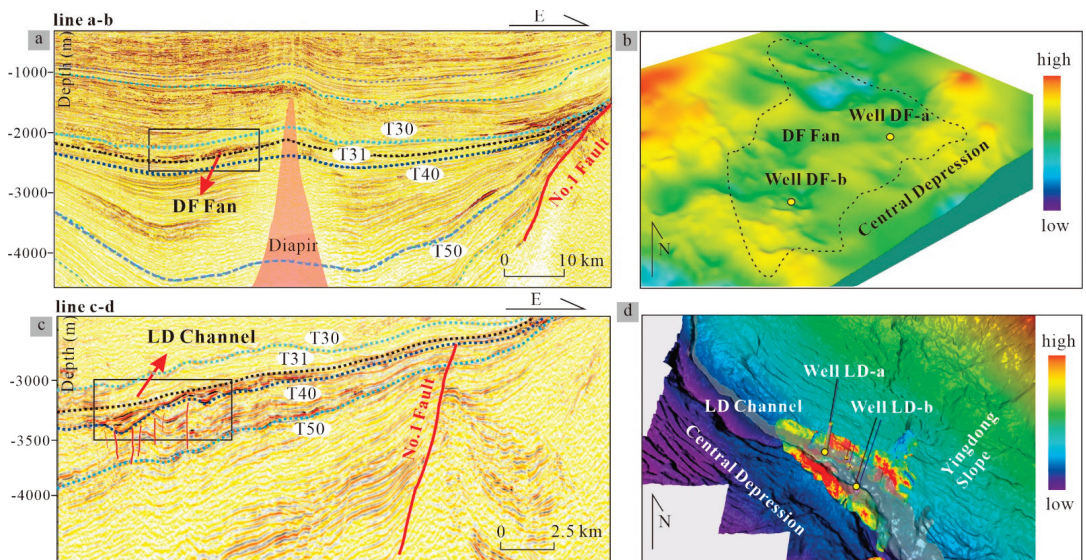 line a-b
E
a
Depth (m)
-1000
-2000
-3000
-4000
T30
T31
T40
DF Fan
T50
No.1 Fault
Diapir
0 10 km
b
high
Well DF-a
DF Fan
Well DF-b
Central Depression
N
low
line c-d
E
c
LD Channel
Depth (m)
-3000
-3500
-4000
T30
T31
T40
T50
No.1 Fault
0 2.5 km
d
high
Well LD-a
LD Channel
Well LD-b
Central Depression
Yingdong
Slope
N
low